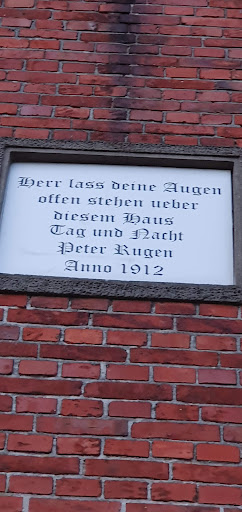 Herr lass deine Augen
offen stehen ueber
diesem Haus
Tag und Nacht
Peter Rugen
Anno 1912